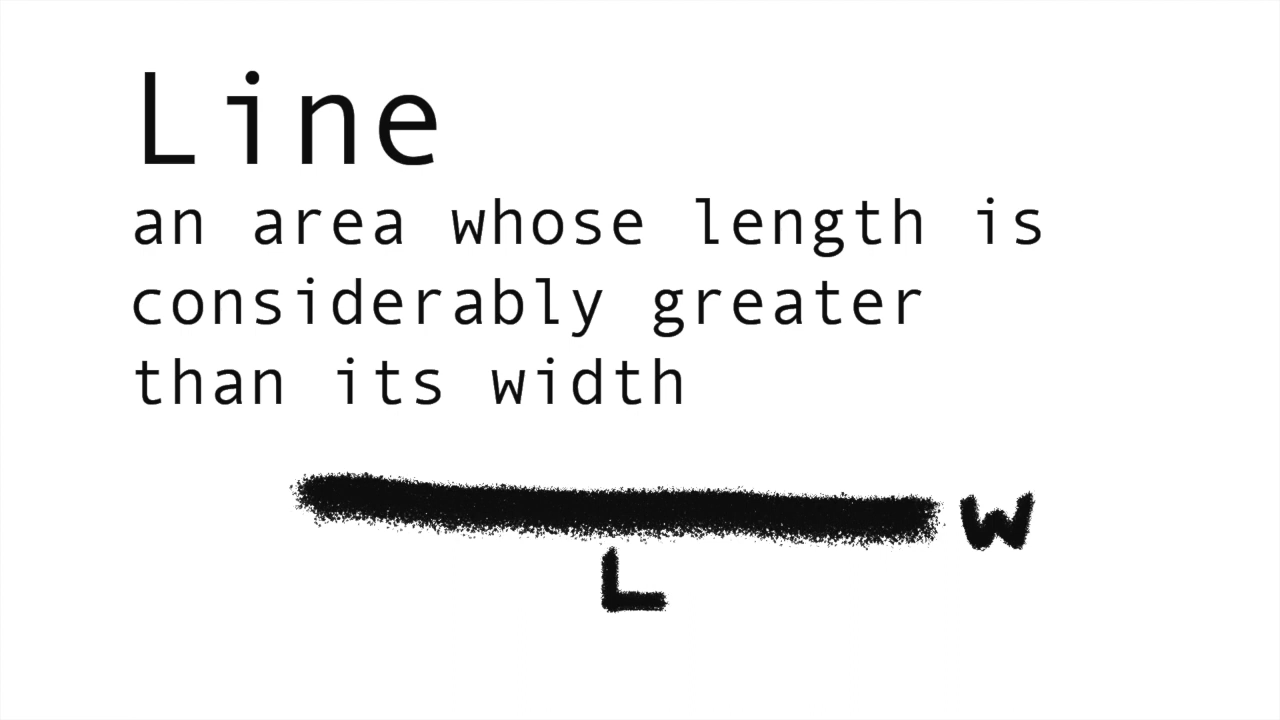 Line
an area whose length is
considerably greater
than its width
W
L